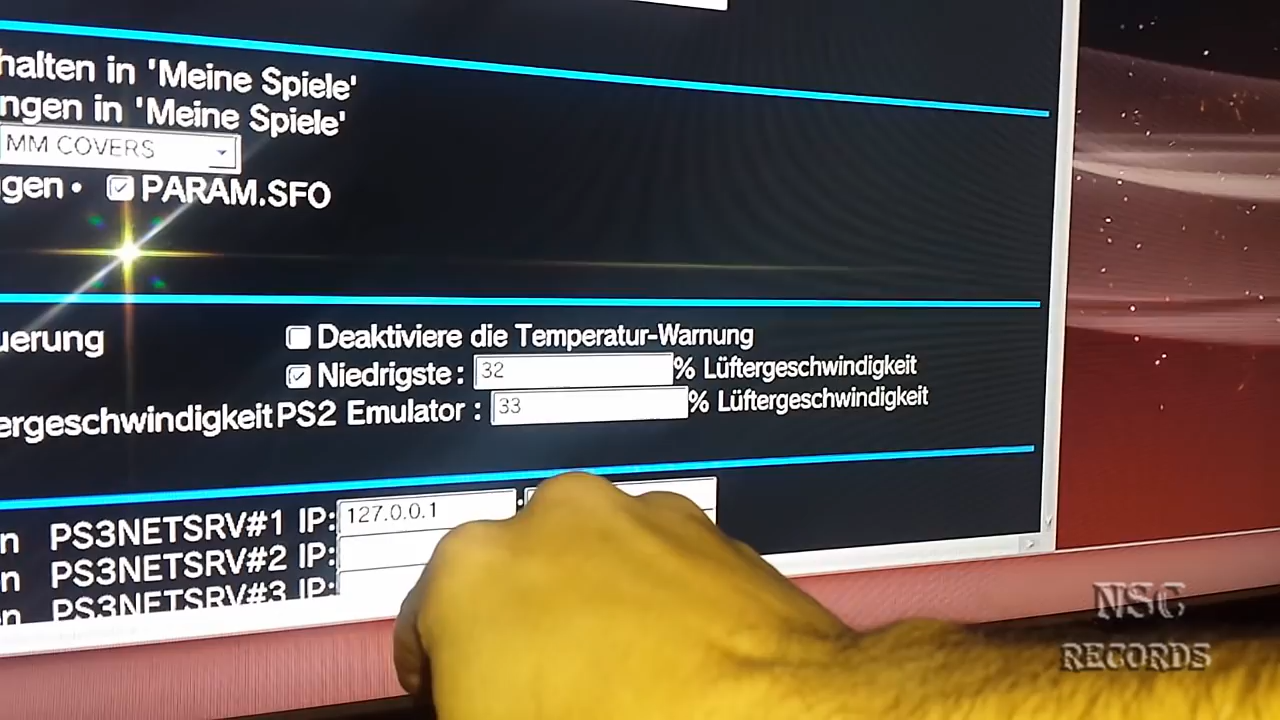 halten in 'Meine Spiele'
ngen in 'Meine Spiele'
MM COVERS
gen • PARAM.SFO
uerung Deaktiviere die Temperatur-Warnung
Niedrigste: 32 % Lüftergeschwindigkeit
ergeschwindigkeit PS2 Emulator : 33 % Lüftergeschwindigkeit
n PS3NETSRV#1 IP: 127.0.0.1 :
n PS3NETSRV#2 IP:
n PS3NETSRV#3 IP:
NSC
RECORDS